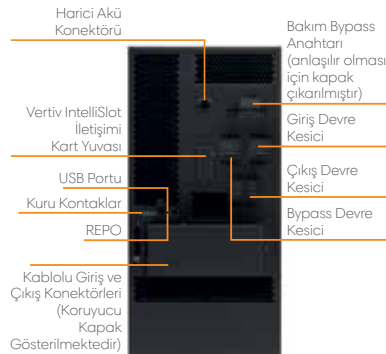 Harici Akü
Konektörü
Vertiv IntelliSlot
İletişimi
Kart Yuvası
USB Portu
Kuru Kontaklar
REPO
Kablolu Giriş ve
Çıkış Konektörleri
(Koruyucu
Kapak
Gösterilmektedir)
Bakım Bypass
Anahtarı
(anlaşılır olması
için kapak
çıkarılmıştır)
Giriş Devre
Kesici
Çıkış Devre
Kesici
Bypass Devre
Kesici